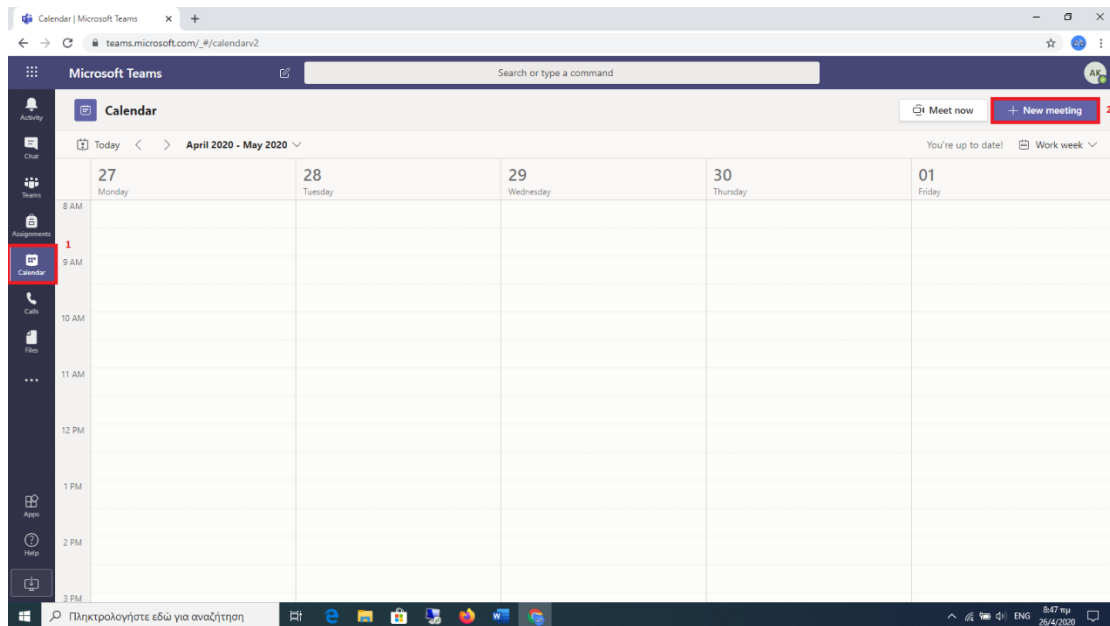 Calendar | Microsoft Teams
teams.microsoft.com/_#/calendarv2
Microsoft Teams
Search or type a command
AK
Activity
Chat
Teams
Assignments
Calendar
Calls
Files
Apps
Help
Calendar
Meet now
+ New meeting
2
Today
April 2020 - May 2020
You're up to date!
Work week
27
Monday
28
Tuesday
29
Wednesday
30
Thursday
01
Friday
8 AM
1
9 AM
10 AM
11 AM
12 PM
1 PM
2 PM
3 PM
Πληκτρολογήστε εδώ για αναζήτηση
ENG
8:47 πμ
26/4/2020